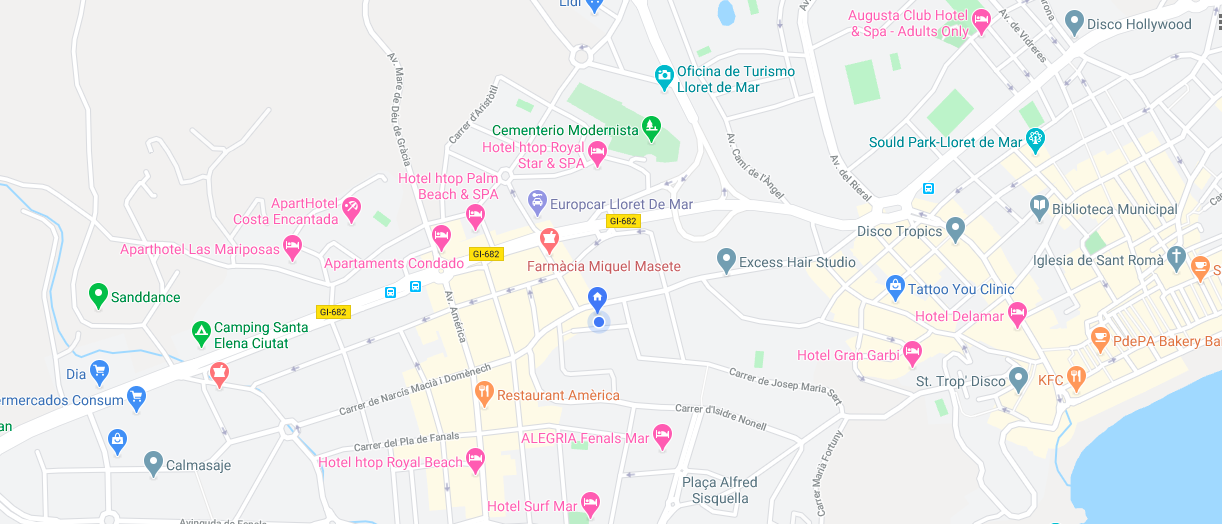 Lidl
Augusta Club Hotel
& Spa - Adults Only
Disco Hollywood
Av. de Vidreres
Oficina de Turismo
Lloret de Mar
Av. Mare de Déu de Gràcia
Carrer d'Aristòtil
Cementerio Modernista
Hotel htop Royal
Star & SPA
Av. Camí de l'Àngel
Av. del Rieral
Sould Park-Lloret de Mar
Hotel htop Palm
Beach & SPA
ApartHotel
Costa Encantada
Europcar Lloret De Mar
Biblioteca Municipal
GI-682
Disco Tropics
Aparthotel Las Mariposas
Apartaments Condado
GI-682
Farmàcia Miquel Masete
Excess Hair Studio
Iglesia de Sant Romà
S
Sanddance
Tattoo You Clinic
GI-682
Av. Amèrica
Hotel Delamar
Camping Santa
Elena Ciutat
PdePA Bakery Ba
Hotel Gran Garbí
Dia
Carrer de Narcís Macià i Domènech
Carrer de Josep Maria Sert
St. Trop' Disco
KFC
ermercados Consum
Restaurant Amèrica
Carrer d'Isidre Nonell
an
Carrer del Pla de Fanals
ALEGRIA Fenals Mar
Carrer Marià Fortuny
Calmasaje
Hotel htop Royal Beach
Plaça Alfred
Sisquella
Hotel Surf Mar
Avinguda de Fenals